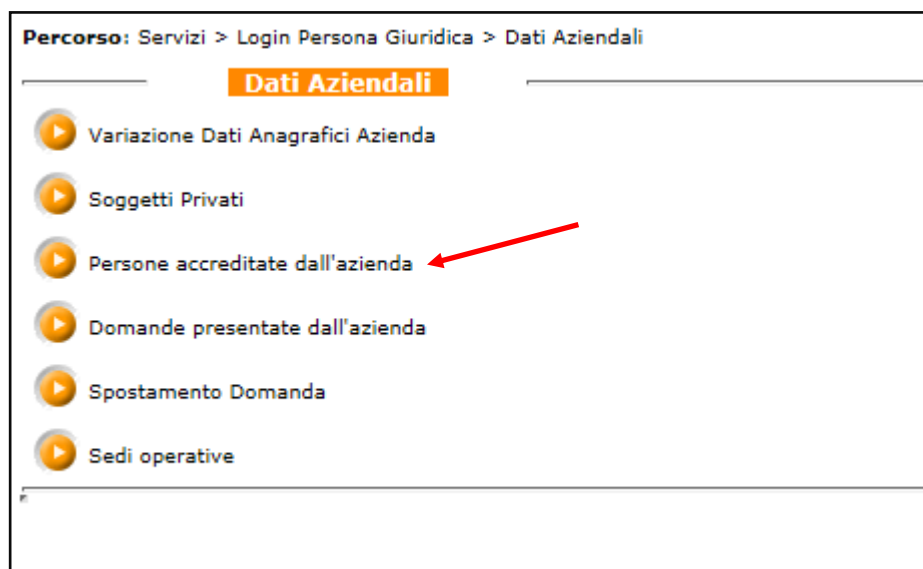 Percorso: Servizi > Login Persona Giuridica > Dati Aziendali
Dati Aziendali
Variazione Dati Anagrafici Azienda
Soggetti Privati
Persone accreditate dall'azienda
Domande presentate dall'azienda
Spostamento Domanda
Sedi operative